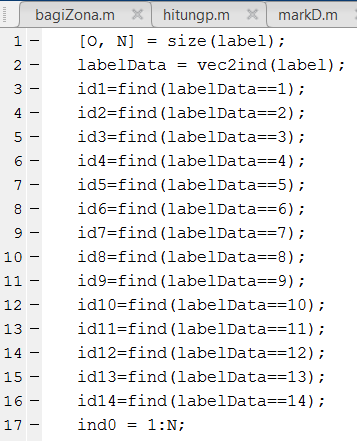 bagiZona.m × hitungp.m × markD.m
1 – [O, N] = size(label);
2 – labelData = vec2ind(label);
3 – id1=find(labelData==1);
4 – id2=find(labelData==2);
5 – id3=find(labelData==3);
6 – id4=find(labelData==4);
7 – id5=find(labelData==5);
8 – id6=find(labelData==6);
9 – id7=find(labelData==7);
10 – id8=find(labelData==8);
11 – id9=find(labelData==9);
12 – id10=find(labelData==10);
13 – id11=find(labelData==11);
14 – id12=find(labelData==12);
15 – id13=find(labelData==13);
16 – id14=find(labelData==14);
17 – ind0 = 1:N;